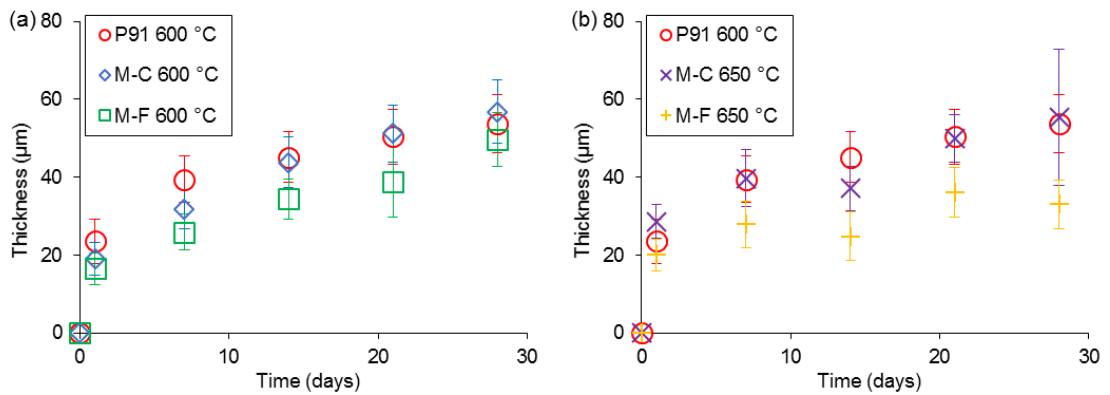 (a)
80
60
40
20
0
Thickness (µm)
P91 600 °C
M-C 600 °C
M-F 600 °C
0 10 20 30
Time (days)
(b)
80
60
40
20
0
Thickness (µm)
P91 600 °C
M-C 650 °C
M-F 650 °C
0 10 20 30
Time (days)